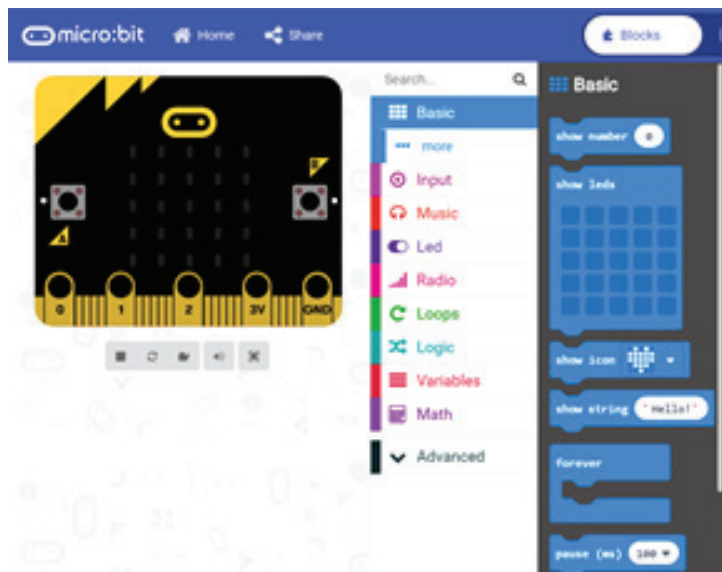 micro:bit Home Share Blocks
Search...
Basic
more
Input
Music
Led
Radio
Loops
Logic
Variables
Math
Advanced
B
A
0 1 2 3V GND
Basic
show number 0
show leds
show icon
show string "Hello!"
forever
pause (ms) 100